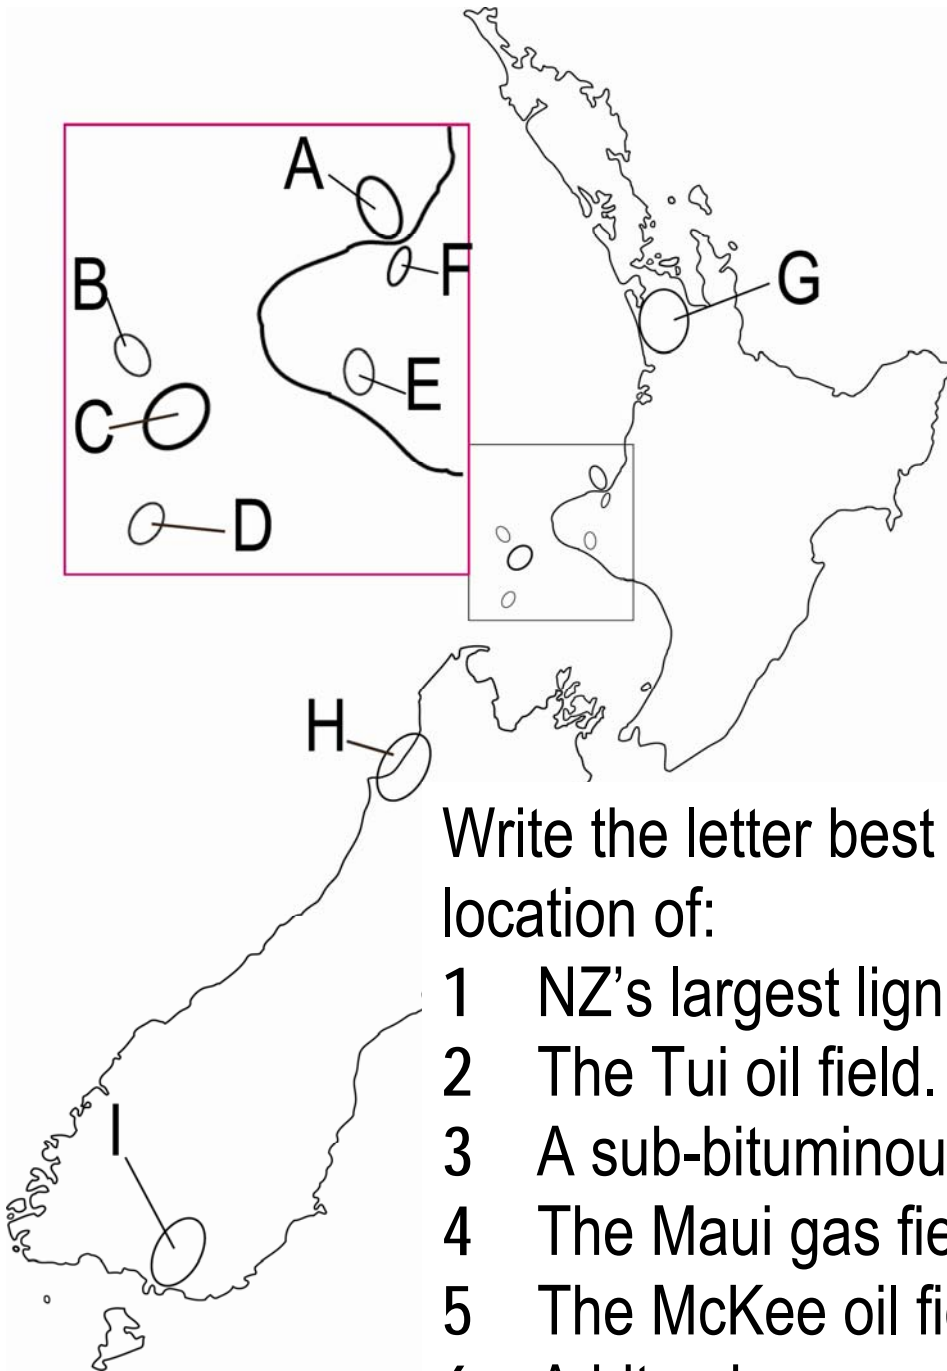 A
F
B
G
E
C
D
H
Write the letter best
location of:
1 NZ's largest lign
2 The Tui oil field.
3 A sub-bituminou
I
4 The Maui gas fie
5 The McKee oil fi